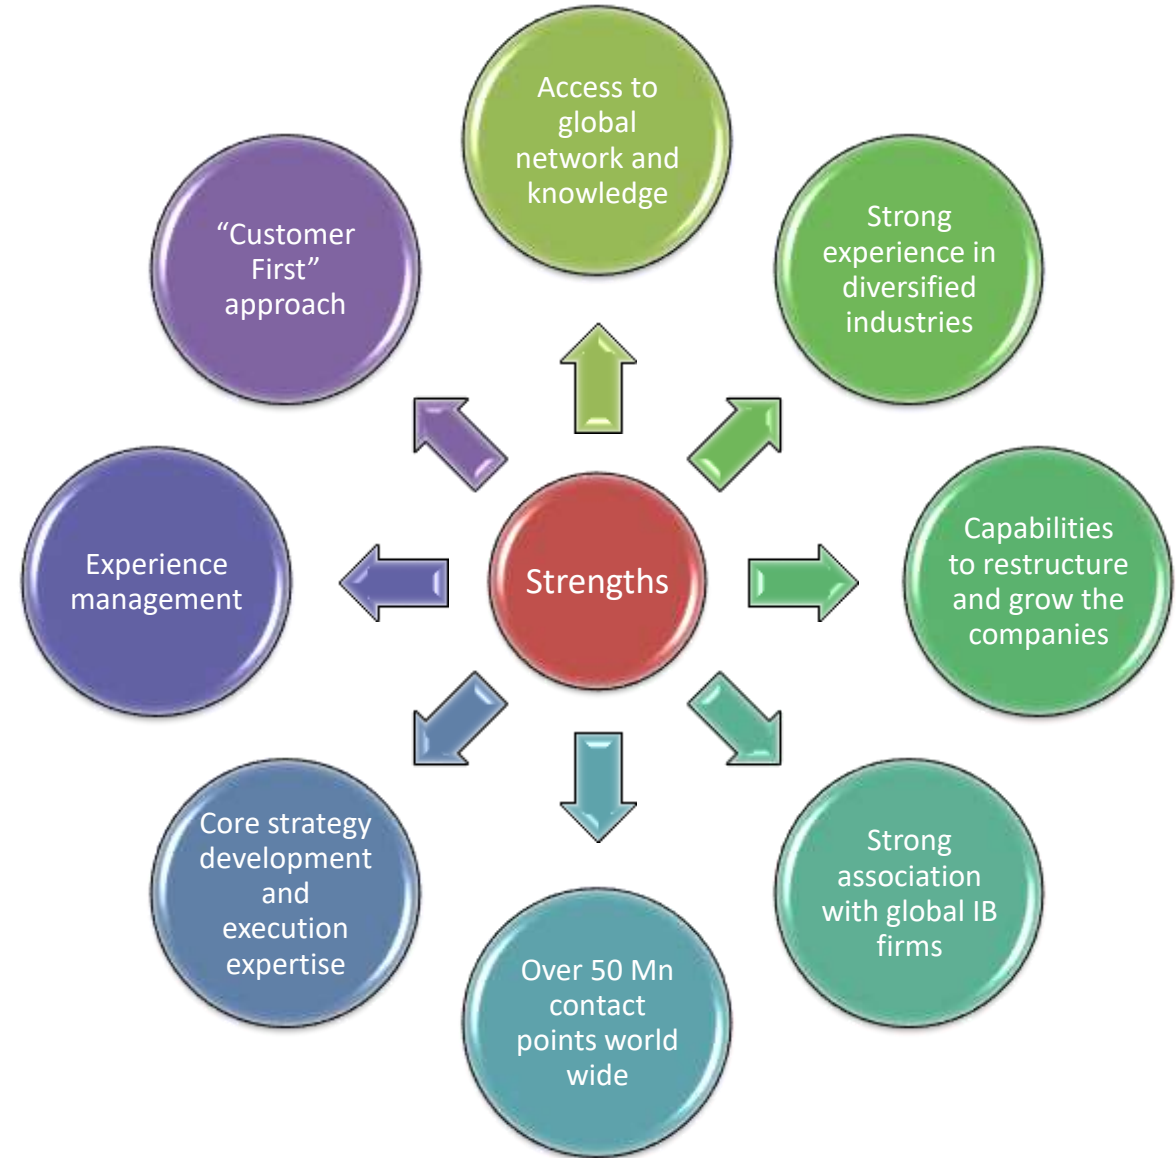 Access to
global
network and
knowledge
Strong
experience in
diversified
industries
Capabilities
to restructure
and grow the
companies
Strong
association
with global IB
firms
Over 50 Mn
contact
points world
wide
Core strategy
development
and
execution
expertise
Experience
management
“Customer
First”
approach
Strengths